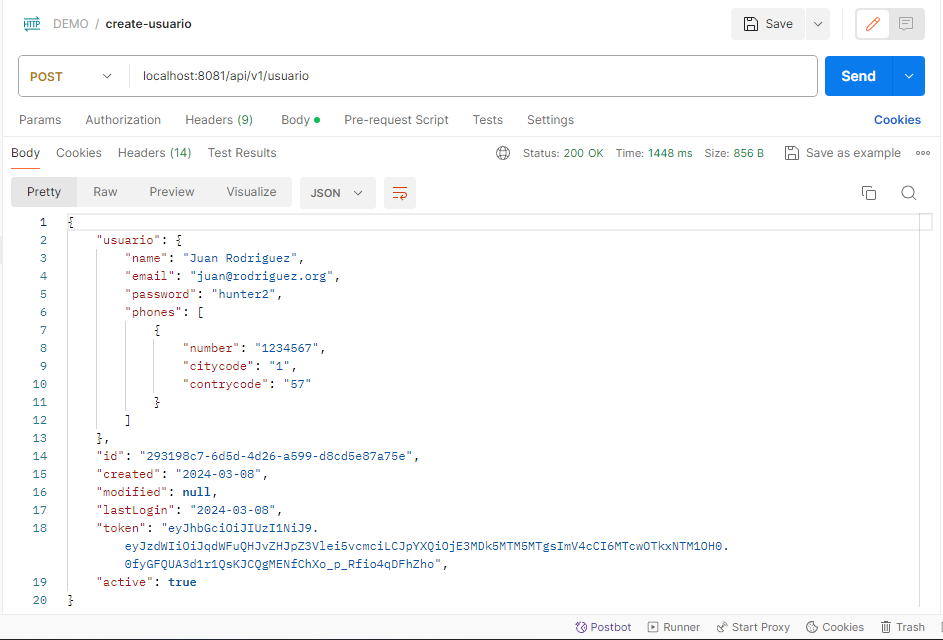 HTTP DEMO / create-usuario Save
POST localhost:8081/api/v1/usuario Send
Params Authorization Headers (9) Body Pre-request Script Tests Settings Cookies
Body Cookies Headers (14) Test Results Status: 200 OK Time: 1448 ms Size: 856 B Save as example
Pretty Raw Preview Visualize JSON
1 {
2 "usuario": {
3 "name": "Juan Rodriguez",
4 "email": "juan@rodriguez.org",
5 "password": "hunter2",
6 "phones": [
7 {
8 "number": "1234567",
9 "citycode": "1",
10 "contrycode": "57"
11 }
12 ]
13 },
14 "id": "293198c7-6d5d-4d26-a599-d8cd5e87a75e",
15 "created": "2024-03-08",
16 "modified": null,
17 "lastLogin": "2024-03-08",
18 "token": "eyJhbGciOiJIUzI1NiJ9.
eyJzdWIiOiJqdWFuQHJvZHJpZ3Vlei5vcmciLCJpYXQiOjE3MDk5MTM5MTgsImV4cCI6MTcwOTkxNTM1OH0.
0fyGFQUA3d1r1QsKJCQgMENfChXo_p_Rfio4qDFhZho",
19 "active": true
20 }
Postbot Runner Start Proxy Cookies Trash